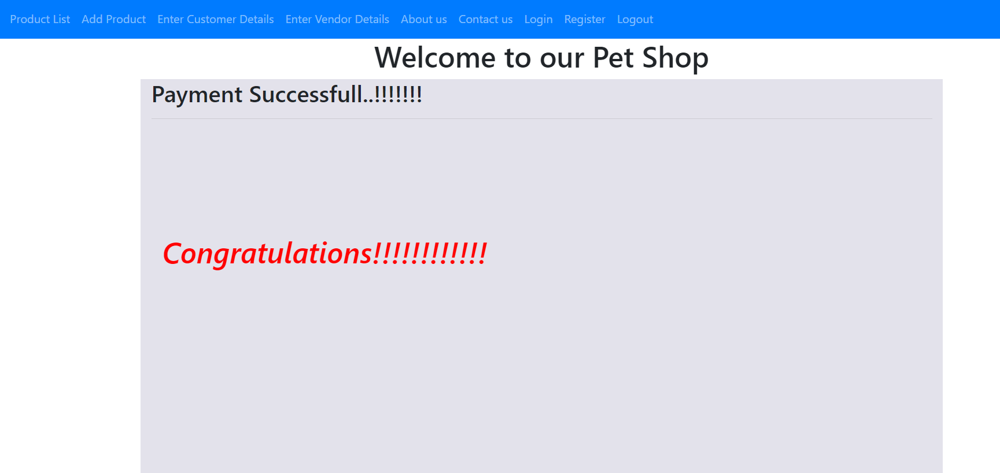 Product List Add Product Enter Customer Details Enter Vendor Details About us Contact us Login Register Logout
Welcome to our Pet Shop
Payment Successfull..!!!!!!!
Congratulations!!!!!!!!!!!!